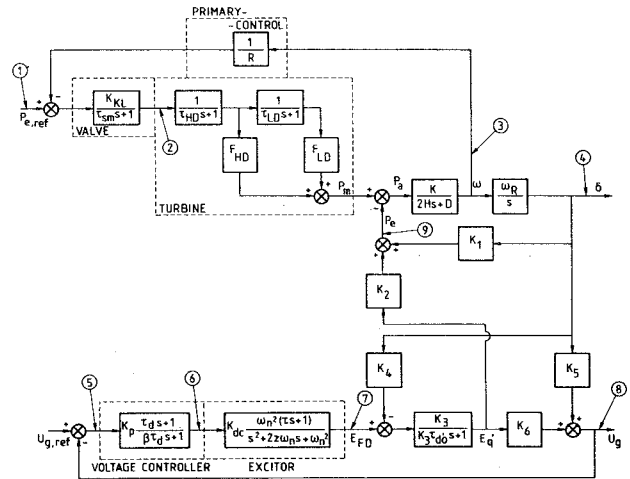 PRIMARY-
-CONTROL
1
R
①
P_e,ref
+
-
K_KL
τ_sm s+1
VALVE
②
1
τ_HD s+1
1
τ_LD s+1
F_HD
F_LD
+
+
TURBINE
P_m
+
-
P_a
K
2Hs+D
ω
③
ω_R
s
④
δ
P_e
⑨
+
+
K_1
K_2
K_4
K_5
⑤
U_g,ref
+
-
K_p
τ_d s+1
βτ_d s+1
VOLTAGE CONTROLLER
⑥
K_dc
ω_n²(τs+1)
s²+2zω_n s+ω_n²
EXCITOR
⑦
E_FD
+
-
K_3
K_3 τ_do' s+1
E_q'
K_6
+
+
⑧
U_g